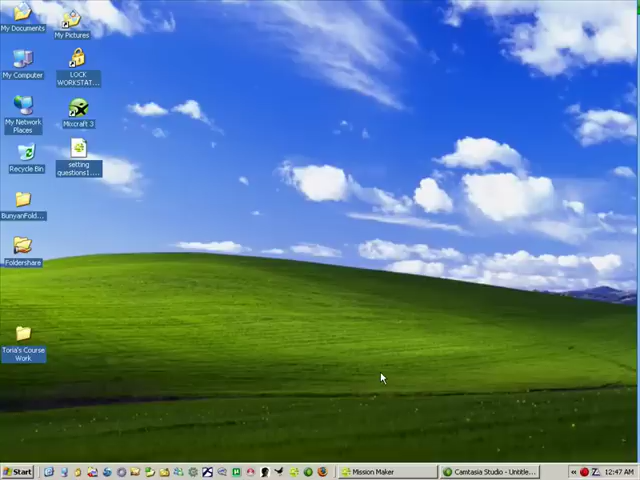 My Documents
My Pictures
My Computer
LOCK
WORKSTAT...
My Network
Places
Mixcraft 3
Recycle Bin
setting
questions1....
BunyanFold...
Foldershare
Toria's Course
Work
Start
Mission Maker
Camtasia Studio - Untitle...
12:47 AM